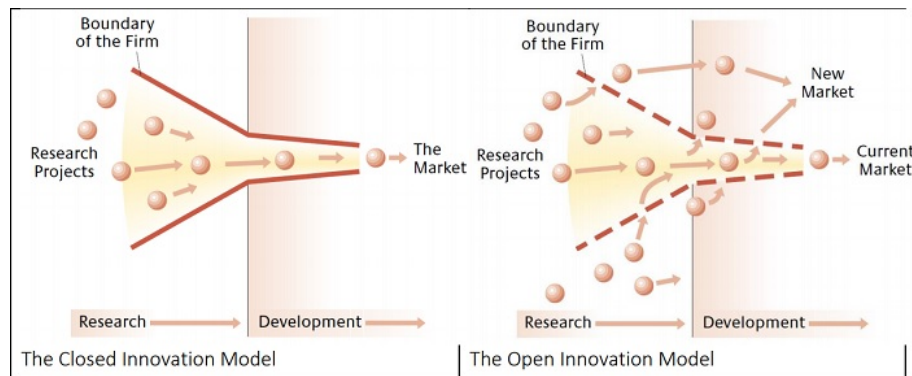 Boundary
of the Firm
Research
Projects
The
Market
Research
Development
The Closed Innovation Model
Boundary
of the Firm
New
Market
Research
Projects
Current
Market
Research
Development
The Open Innovation Model